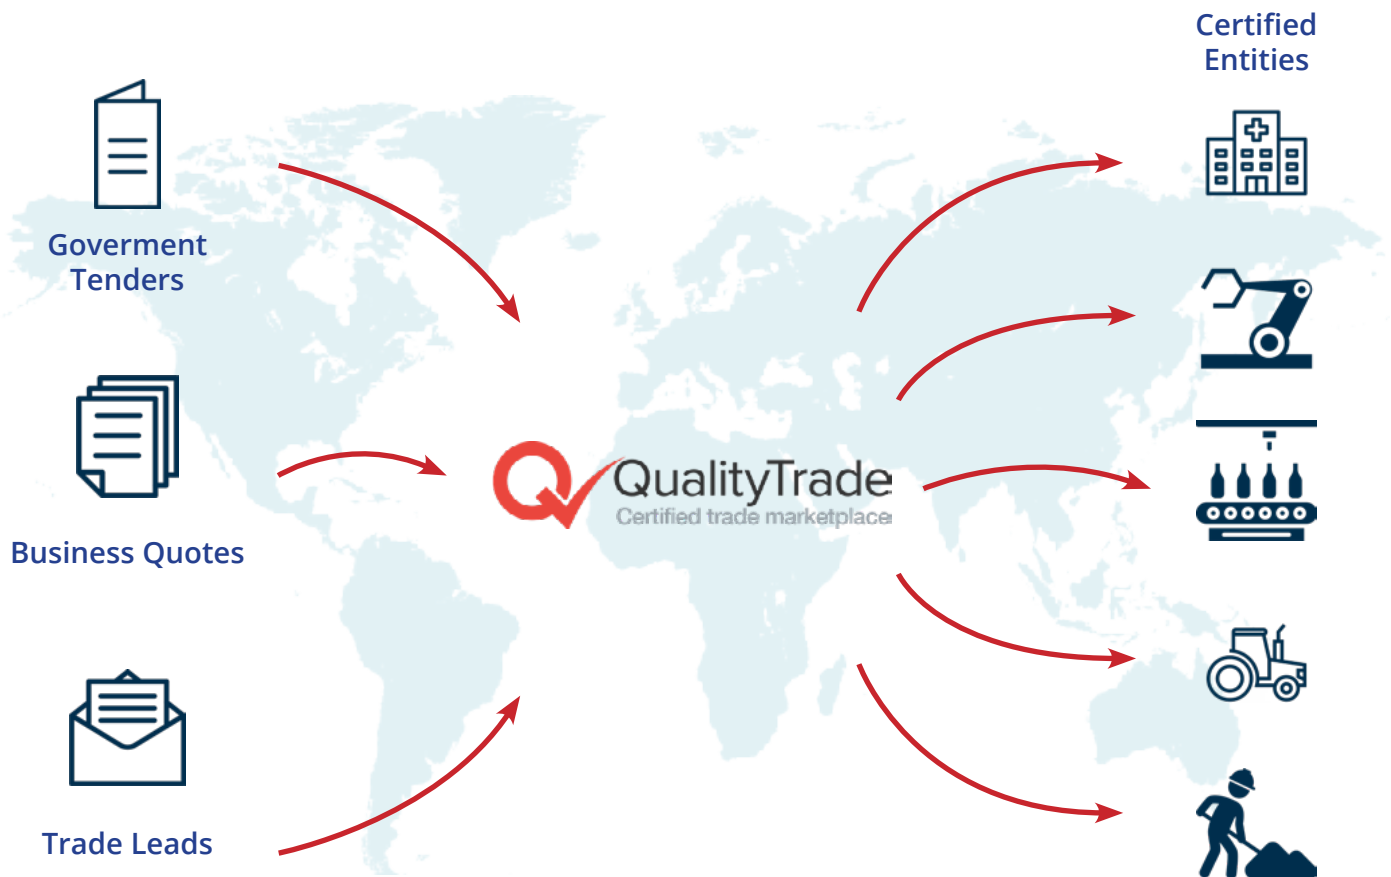 Certified
Entities
Goverment
Tenders
Business Quotes
Trade Leads
QualityTrade
Certified trade marketplace